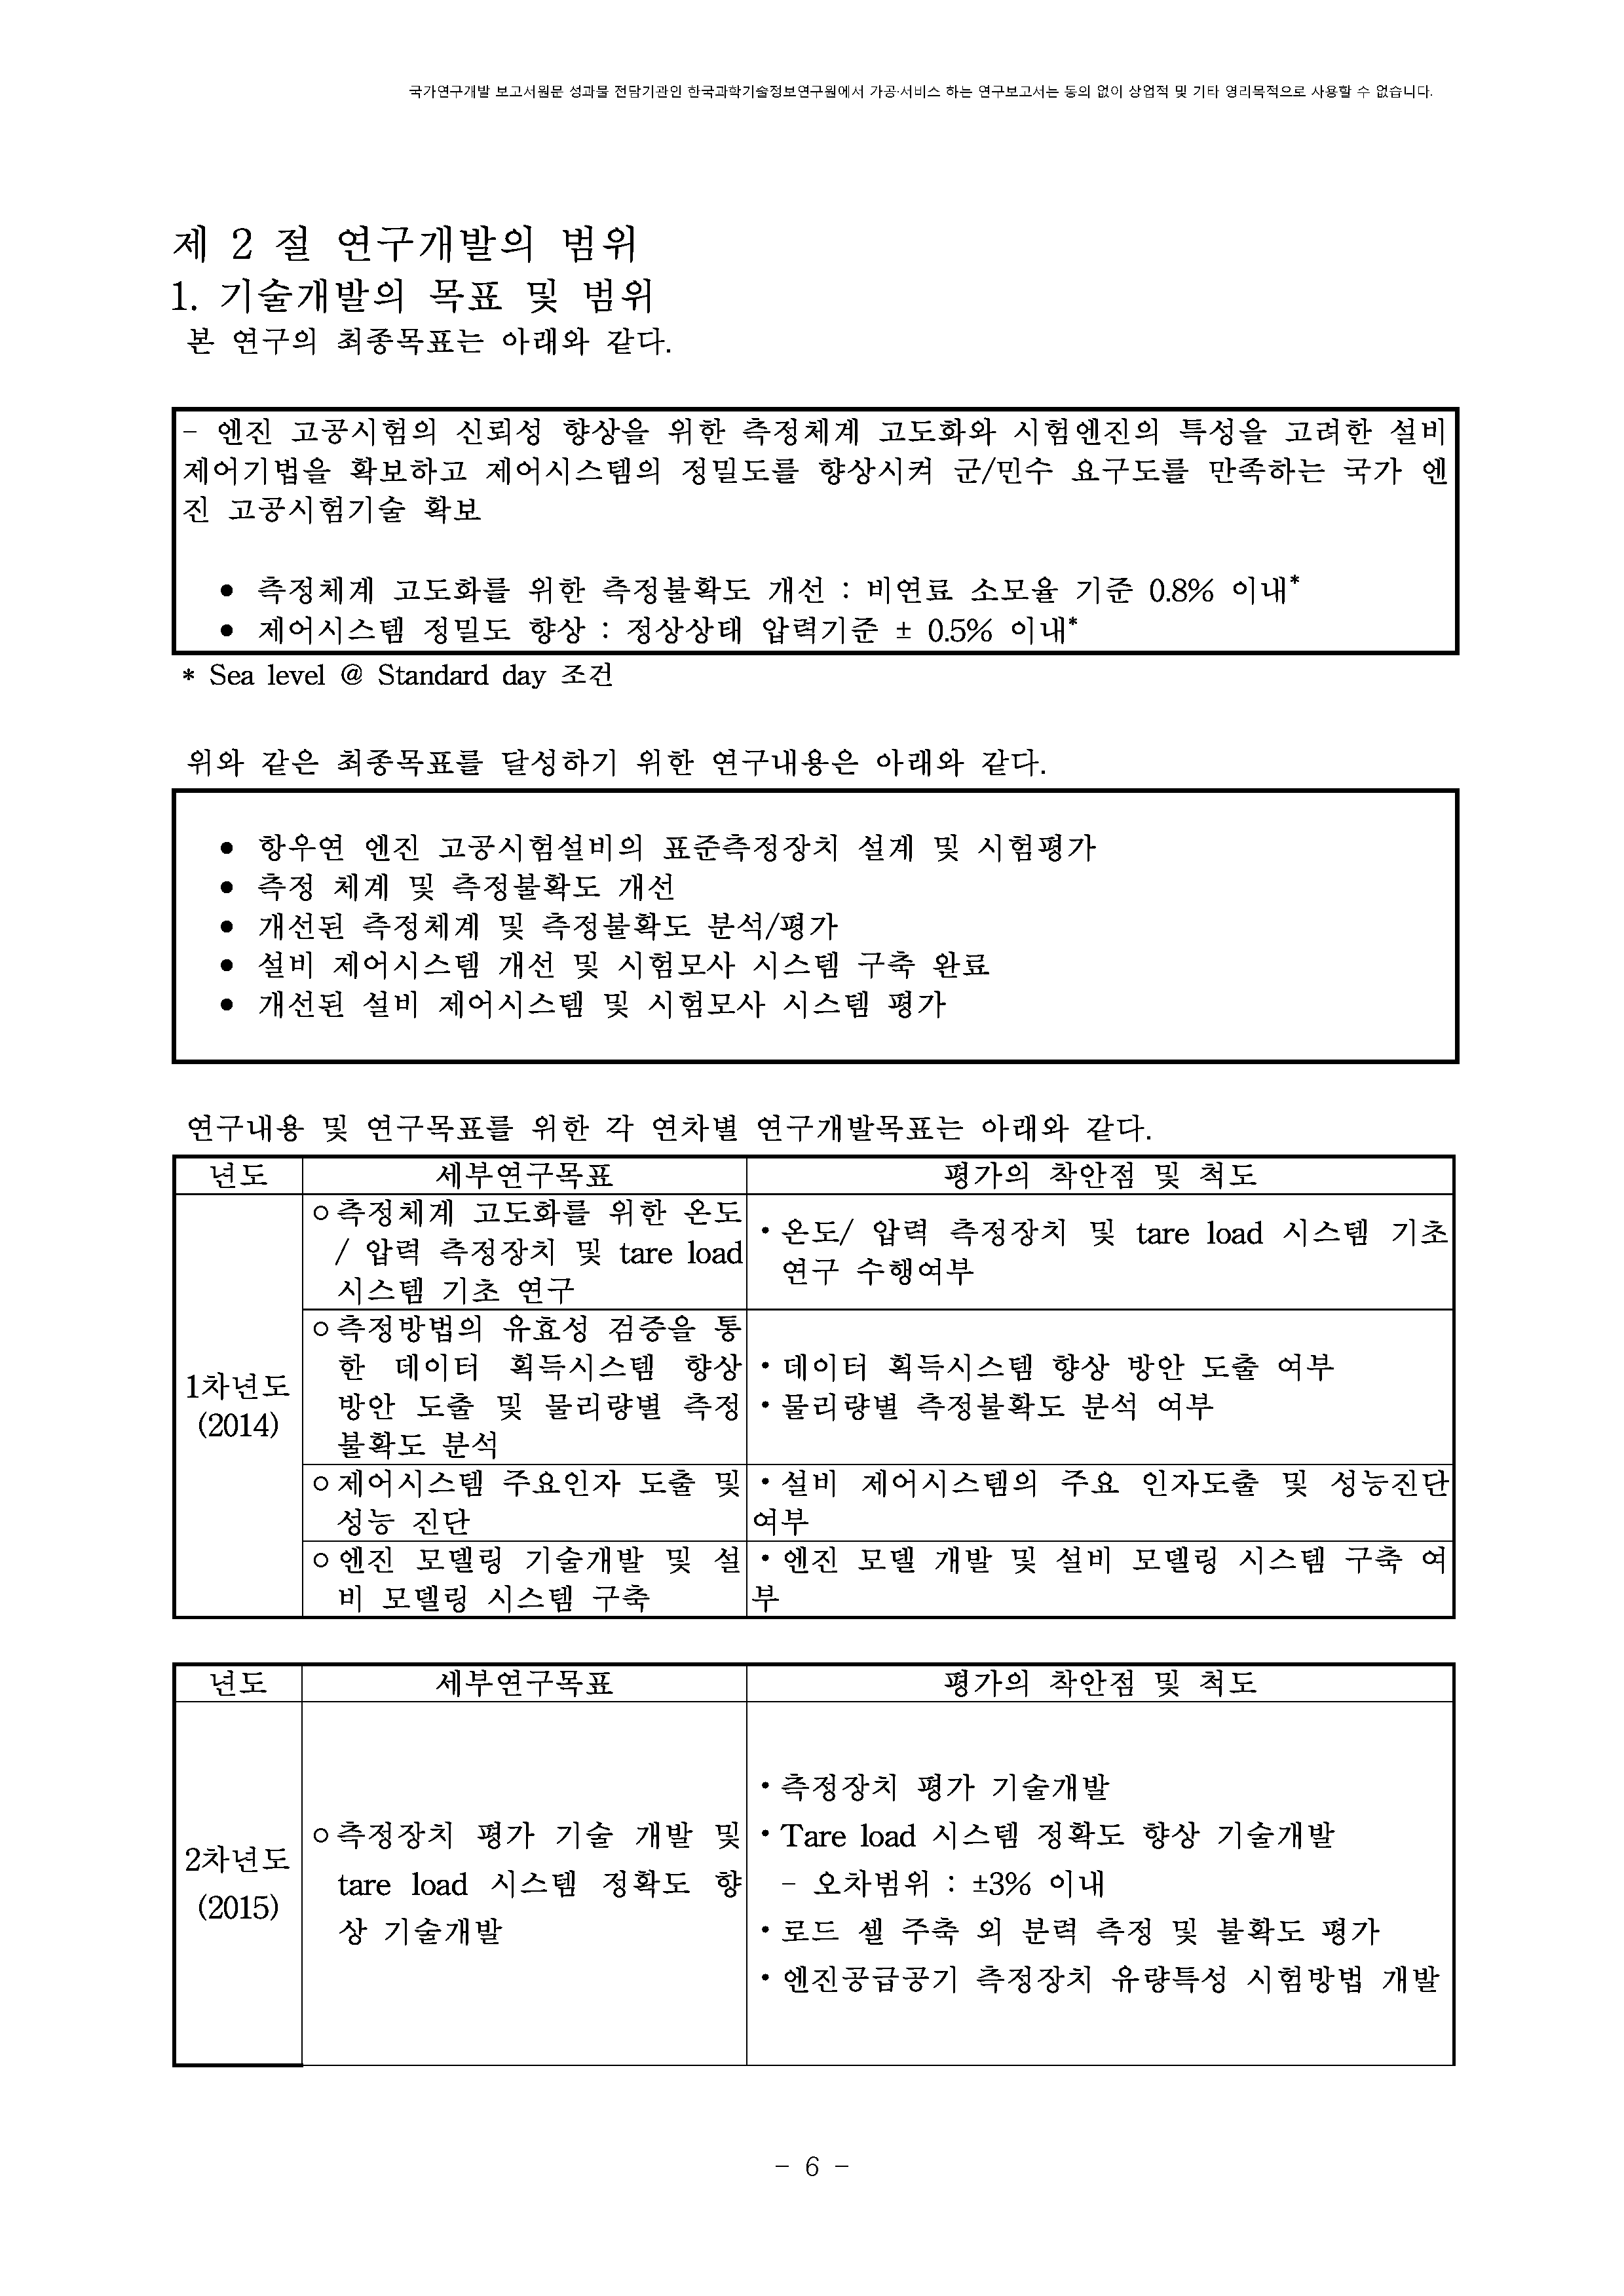 국가연구개발 보고서원문 성과물 전담기관인 한국과학기술정보연구원에서 가공·서비스 하는 연구보고서는 동의 없이 상업적 및 기타 영리목적으로 사용할 수 없습니다.
제 2 절 연구개발의 범위
1. 기술개발의 목표 및 범위
본 연구의 최종목표는 아래와 같다.
- 엔진 고공시험의 신뢰성 향상을 위한 측정체계 고도화와 시험엔진의 특성을 고려한 설비
제어기법을 확보하고 제어시스템의 정밀도를 향상시켜 군/민수 요구도를 만족하는 국가 엔
진 고공시험기술 확보
● 측정체계 고도화를 위한 측정불확도 개선 : 비연료 소모율 기준 0.8% 이내*
● 제어시스템 정밀도 향상 : 정상상태 압력기준 ± 0.5% 이내*
* Sea level @ Standard day 조건
위와 같은 최종목표를 달성하기 위한 연구내용은 아래와 같다.
● 항우연 엔진 고공시험설비의 표준측정장치 설계 및 시험평가
● 측정 체계 및 측정불확도 개선
● 개선된 측정체계 및 측정불확도 분석/평가
● 설비 제어시스템 개선 및 시험모사 시스템 구축 완료
● 개선된 설비 제어시스템 및 시험모사 시스템 평가
연구내용 및 연구목표를 위한 각 연차별 연구개발목표는 아래와 같다.
년도 세부연구목표 평가의 착안점 및 척도
1차년도
(2014)
○측정체계 고도화를 위한 온도
/ 압력 측정장치 및 tare load
시스템 기초 연구
·온도/ 압력 측정장치 및 tare load 시스템 기초
연구 수행여부
○측정방법의 유효성 검증을 통
한 데이터 획득시스템 향상
방안 도출 및 물리량별 측정
불확도 분석
·데이터 획득시스템 향상 방안 도출 여부
·물리량별 측정불확도 분석 여부
○제어시스템 주요인자 도출 및
성능 진단
·설비 제어시스템의 주요 인자도출 및 성능진단
여부
○엔진 모델링 기술개발 및 설
비 모델링 시스템 구축
·엔진 모델 개발 및 설비 모델링 시스템 구축 여
부
년도 세부연구목표 평가의 착안점 및 척도
2차년도
(2015)
○측정장치 평가 기술 개발 및
tare load 시스템 정확도 향
상 기술개발
·측정장치 평가 기술개발
·Tare load 시스템 정확도 향상 기술개발
- 오차범위 : ±3% 이내
·로드 셀 주축 외 분력 측정 및 불확도 평가
·엔진공급공기 측정장치 유량특성 시험방법 개발
- 6 -